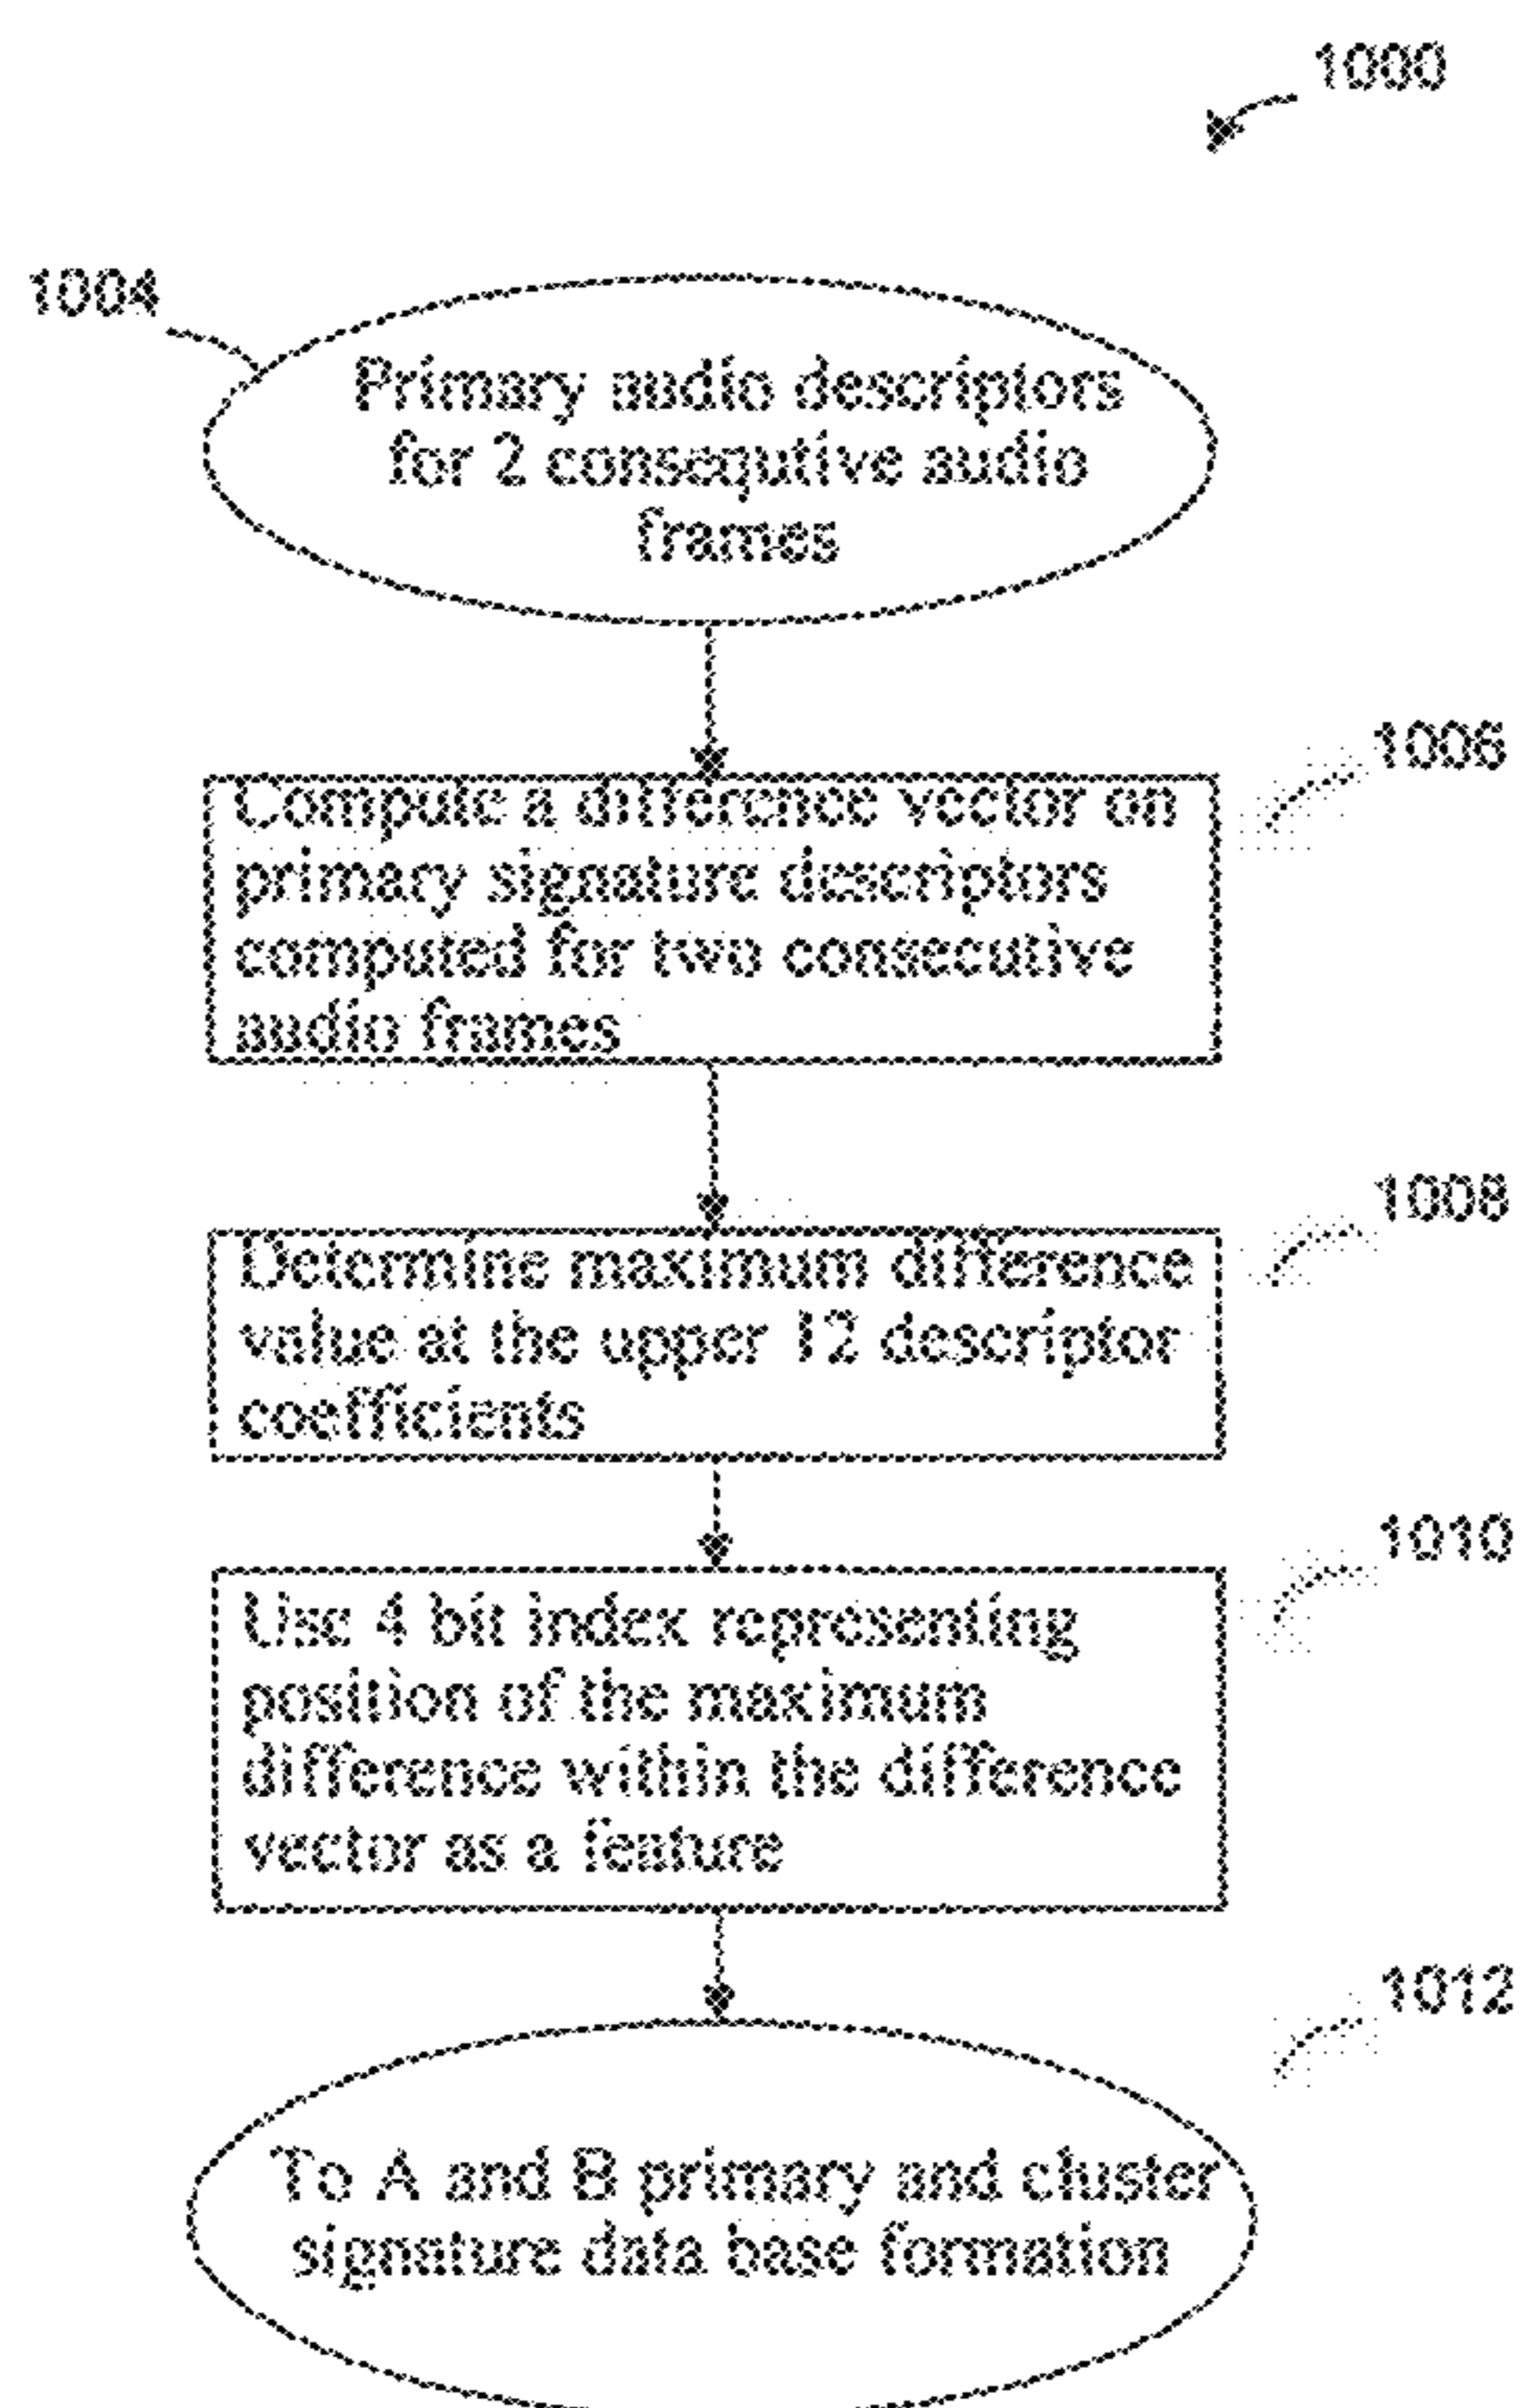 1000
1004
Primary audio descriptors
for 2 consequtive audio
frames
1006
Compute a difference vector on
primary signature descriptors
computed for two consecutive
audio frames
1008
Determine maximum difference
value at the upper 12 descriptor
coefficients
1010
Use 4 bit index representing
position of the maximum
difference within the difference
vector as a feature
1012
To A and B primary and cluster
signature data base formation